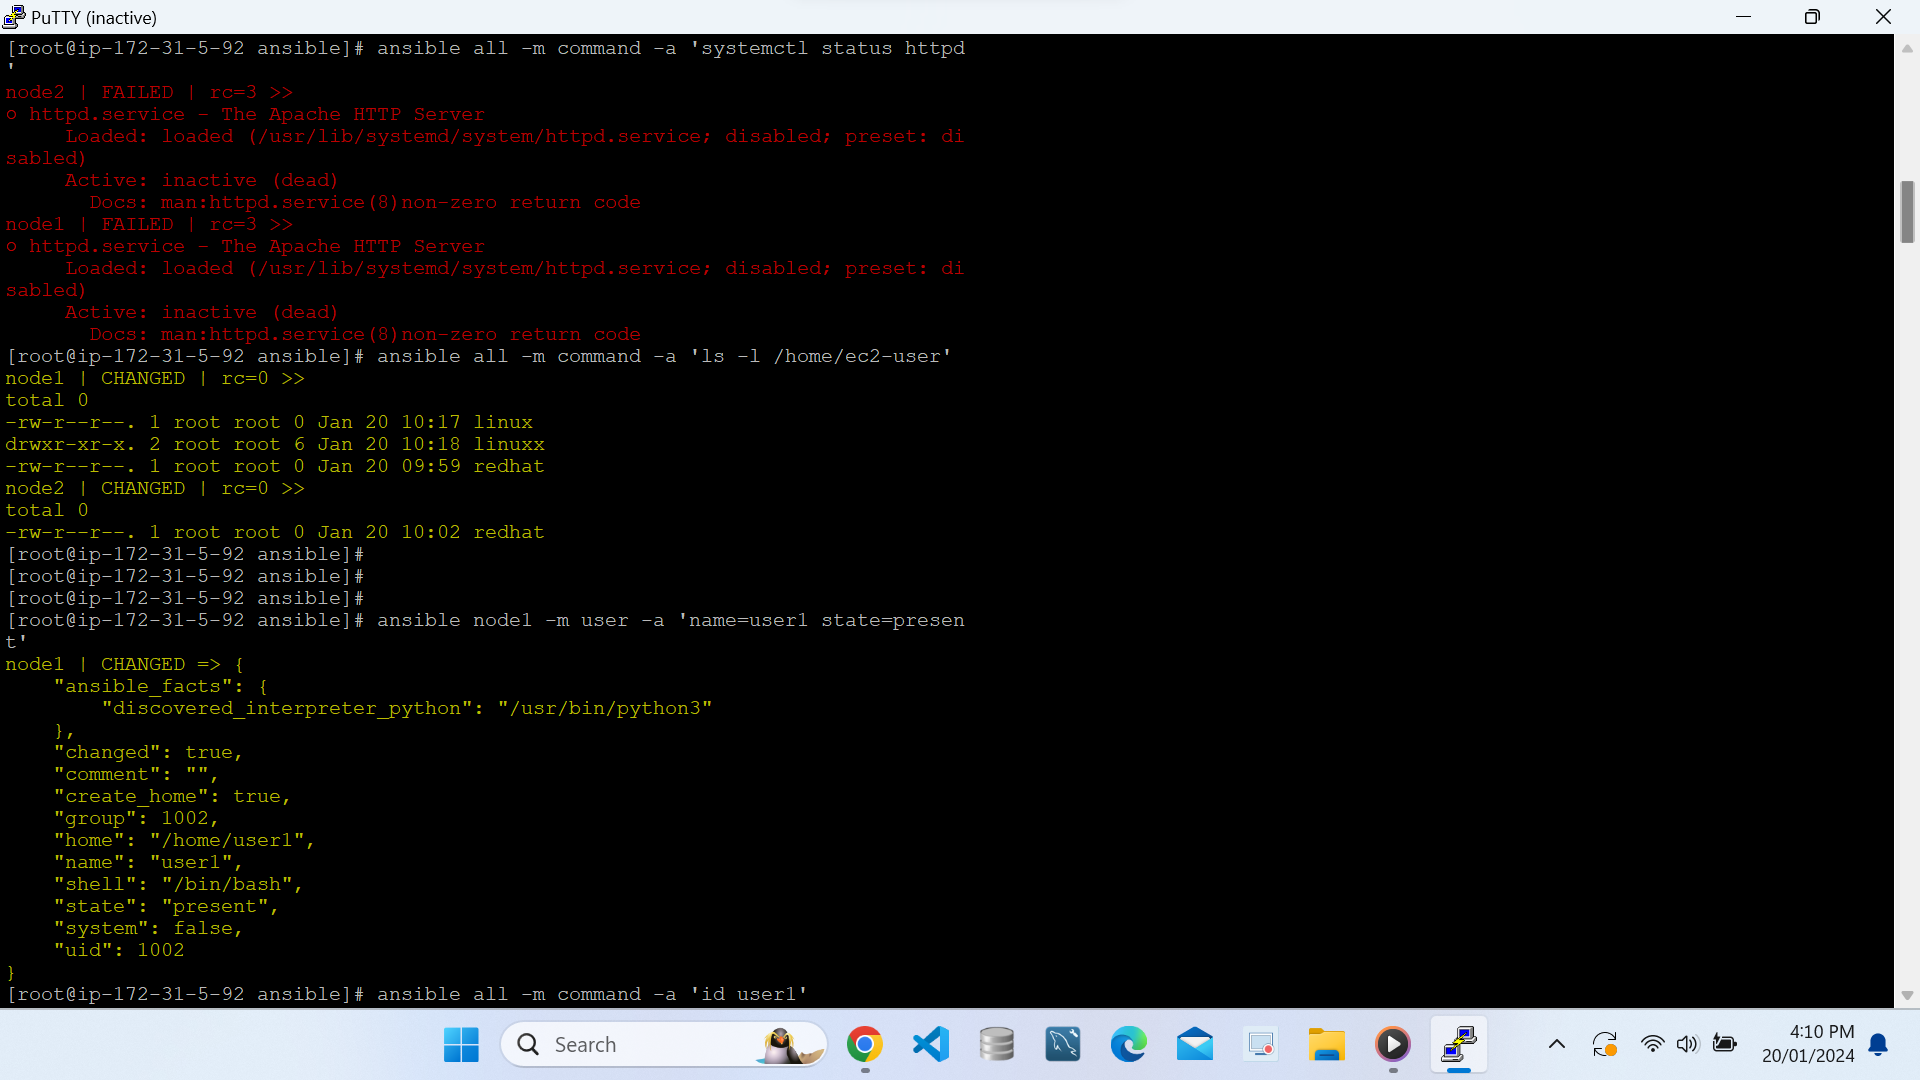 PuTTY (inactive)
[root@ip-172-31-5-92 ansible]# ansible all -m command -a 'systemctl status httpd
'
node2 | FAILED | rc=3 >>
○ httpd.service - The Apache HTTP Server
     Loaded: loaded (/usr/lib/systemd/system/httpd.service; disabled; preset: di
sabled)
     Active: inactive (dead)
       Docs: man:httpd.service(8)non-zero return code
node1 | FAILED | rc=3 >>
○ httpd.service - The Apache HTTP Server
     Loaded: loaded (/usr/lib/systemd/system/httpd.service; disabled; preset: di
sabled)
     Active: inactive (dead)
       Docs: man:httpd.service(8)non-zero return code
[root@ip-172-31-5-92 ansible]# ansible all -m command -a 'ls -l /home/ec2-user'
node1 | CHANGED | rc=0 >>
total 0
-rw-r--r--. 1 root root 0 Jan 20 10:17 linux
drwxr-xr-x. 2 root root 6 Jan 20 10:18 linuxx
-rw-r--r--. 1 root root 0 Jan 20 09:59 redhat
node2 | CHANGED | rc=0 >>
total 0
-rw-r--r--. 1 root root 0 Jan 20 10:02 redhat
[root@ip-172-31-5-92 ansible]#
[root@ip-172-31-5-92 ansible]#
[root@ip-172-31-5-92 ansible]#
[root@ip-172-31-5-92 ansible]# ansible node1 -m user -a 'name=user1 state=presen
t'
node1 | CHANGED => {
    "ansible_facts": {
        "discovered_interpreter_python": "/usr/bin/python3"
    },
    "changed": true,
    "comment": "",
    "create_home": true,
    "group": 1002,
    "home": "/home/user1",
    "name": "user1",
    "shell": "/bin/bash",
    "state": "present",
    "system": false,
    "uid": 1002
}
[root@ip-172-31-5-92 ansible]# ansible all -m command -a 'id user1'
Search
4:10 PM
20/01/2024